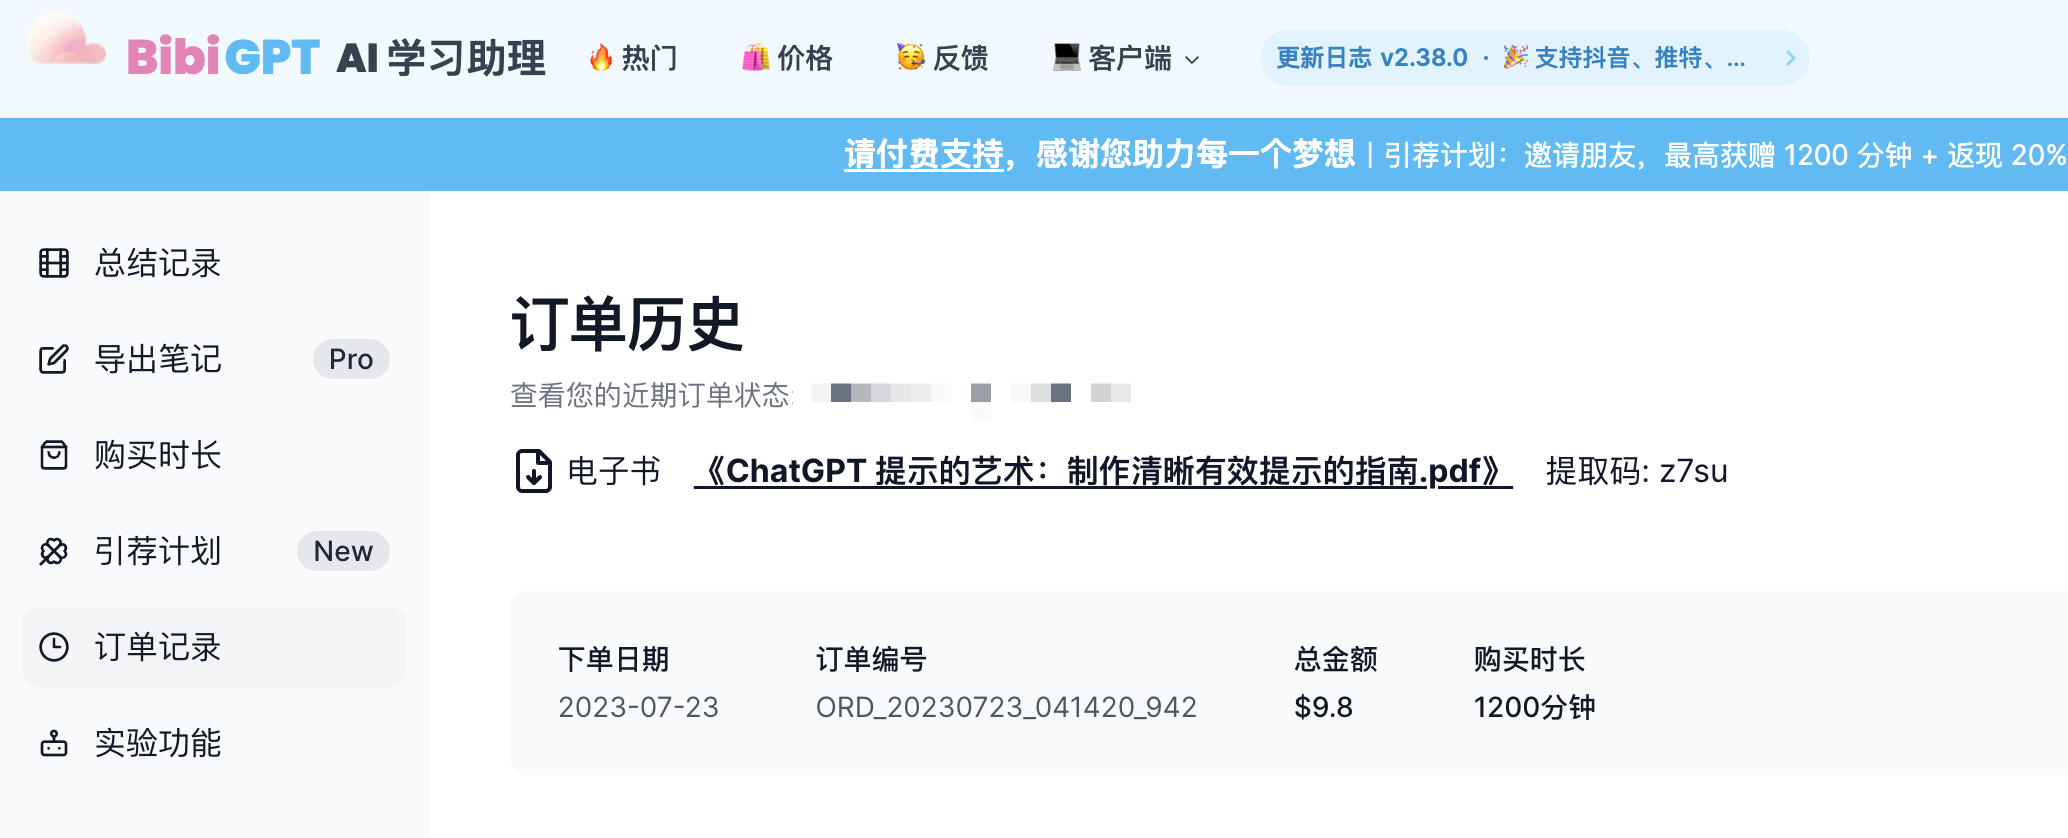 BibiGPT AI 学习助理
🔥 热门
🛍️ 价格
🥳 反馈
💻 客户端
更新日志 v2.38.0 · 🎉 支持抖音、推特、...
请付费支持，感谢您助力每一个梦想 | 引荐计划：邀请朋友，最高获赠 1200 分钟 + 返现 20%
总结记录
导出笔记 Pro
购买时长
引荐计划 New
订单记录
实验功能
订单历史
查看您的近期订单状态:
电子书 《ChatGPT 提示的艺术：制作清晰有效提示的指南.pdf》 提取码: z7su
下单日期 订单编号 总金额 购买时长
2023-07-23 ORD_20230723_041420_942 $9.8 1200分钟